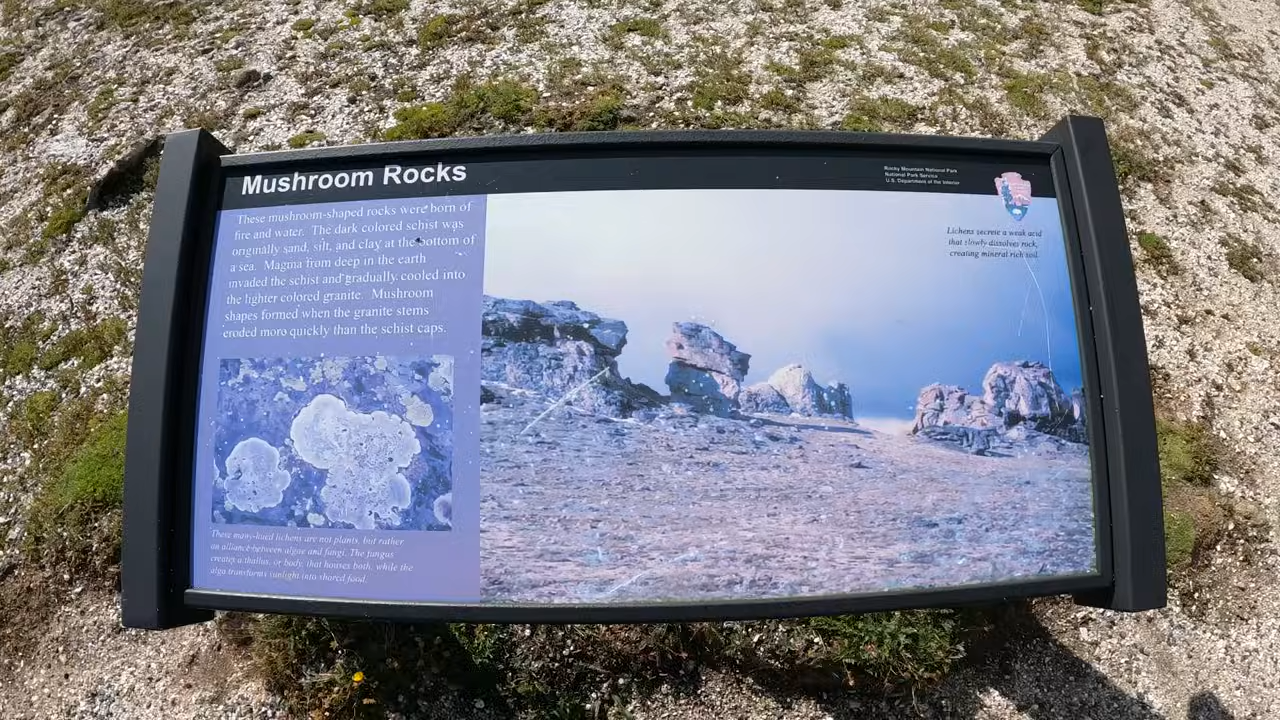 Mushroom Rocks
Rocky Mountain National Park
National Park Service
U.S. Department of the Interior
These mushroom-shaped rocks were born of
fire and water. The dark colored schist was
originally sand, silt, and clay at the bottom of
a sea. Magma from deep in the earth
invaded the schist and gradually cooled into
the lighter colored granite. Mushroom
shapes formed when the granite stems
eroded more quickly than the schist caps.
Lichens secrete a weak acid
that slowly dissolves rock,
creating mineral rich soil.
These many-hued lichens are not plants, but rather
an alliance between algae and fungi. The fungus
creates a thallus, or body, that houses both, while the
alga transforms sunlight into shared food.